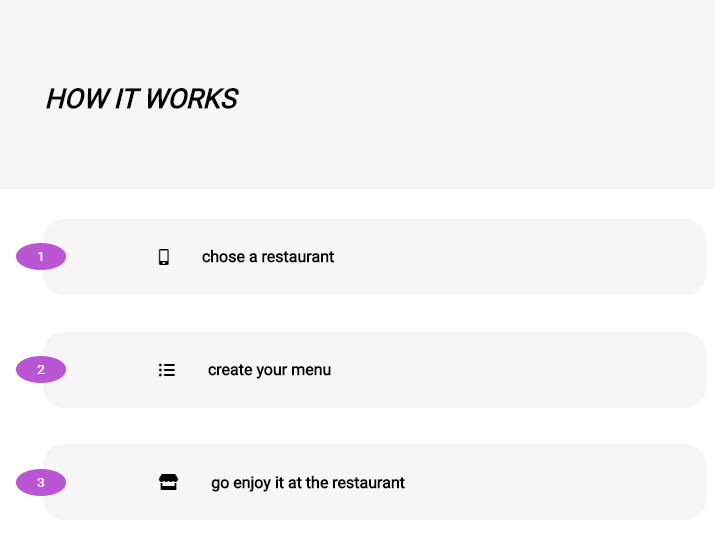 HOW IT WORKS
1 chose a restaurant
2 create your menu
3 go enjoy it at the restaurant